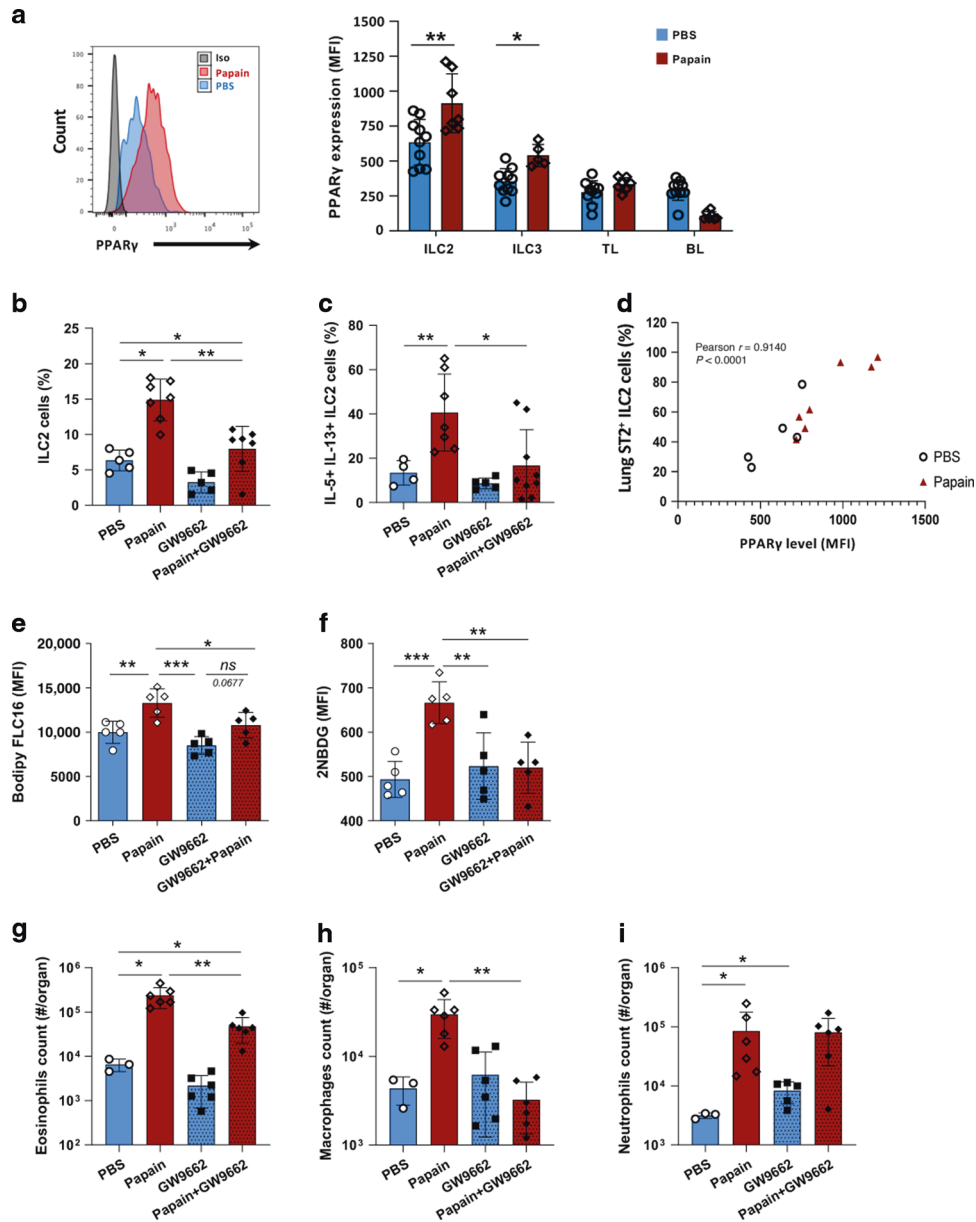 a
Iso
Papain
PBS
Count
100
80
60
40
20
0
0
10³
10⁴
10⁵
PPARγ
PPARγ expression (MFI)
1500
1250
1000
750
500
250
0
**
*
PBS
Papain
ILC2
ILC3
TL
BL
b
ILC2 cells (%)
25
20
15
10
5
0
*
*
**
PBS
Papain
GW9662
Papain+GW9662
c
IL-5+ IL-13+ ILC2 cells (%)
80
60
40
20
0
**
*
PBS
Papain
GW9662
Papain+GW9662
d
Lung ST2⁺ ILC2 cells (%)
120
100
80
60
40
20
0
Pearson r = 0.9140
P < 0.0001
PBS
Papain
0
500
1000
1500
PPARγ level (MFI)
e
Bodipy FLC16 (MFI)
20,000
15,000
10,000
5000
0
*
**
***
ns
0.0677
PBS
Papain
GW9662
GW9662+Papain
f
2NBDG (MFI)
800
700
600
500
400
**
***
**
PBS
Papain
GW9662
GW9662+Papain
g
Eosinophils count (#/organ)
10⁶
10⁵
10⁴
10³
10²
*
*
**
PBS
Papain
GW9662
Papain+GW9662
h
Macrophages count (#/organ)
10⁵
10⁴
10³
*
**
PBS
Papain
GW9662
Papain+GW9662
i
Neutrophils count (#/organ)
10⁶
10⁵
10⁴
10³
*
*
PBS
Papain
GW9662
Papain+GW9662